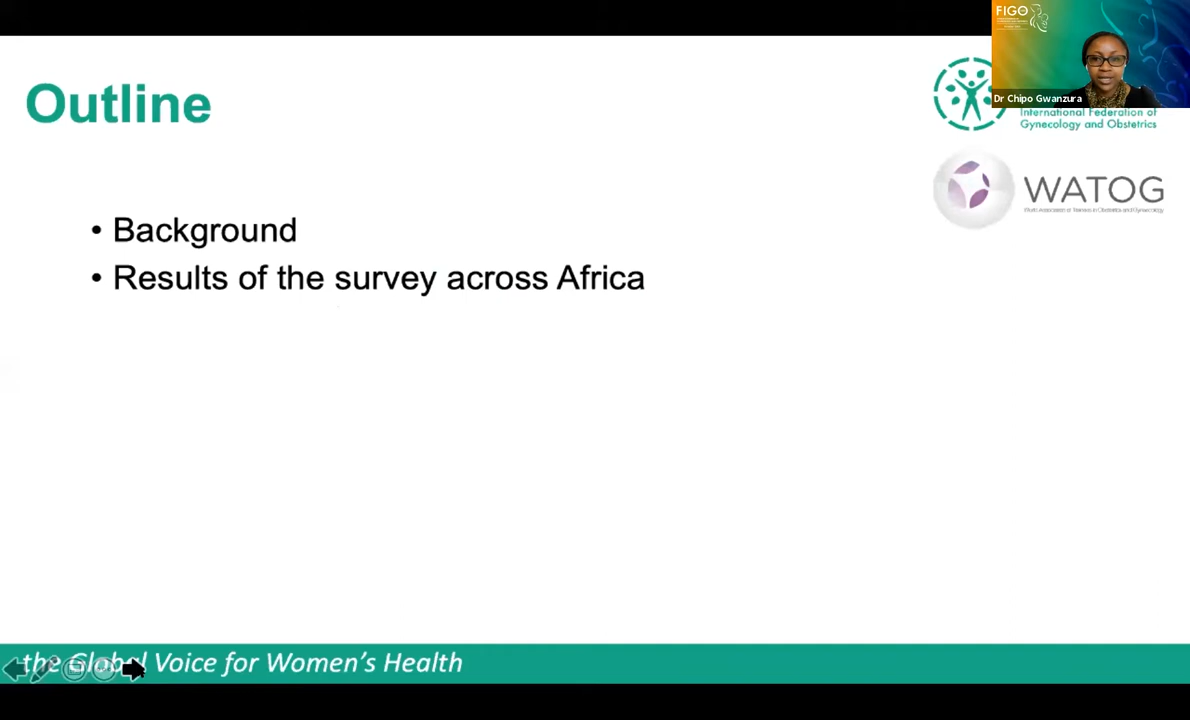 FIGO
Dr Chipo Gwanzura
Outline
International Federation of
Gynecology and Obstetrics
WATOG
World Association of Trainees in Obstetrics and Gynecology
• Background
• Results of the survey across Africa
the Global Voice for Women's Health